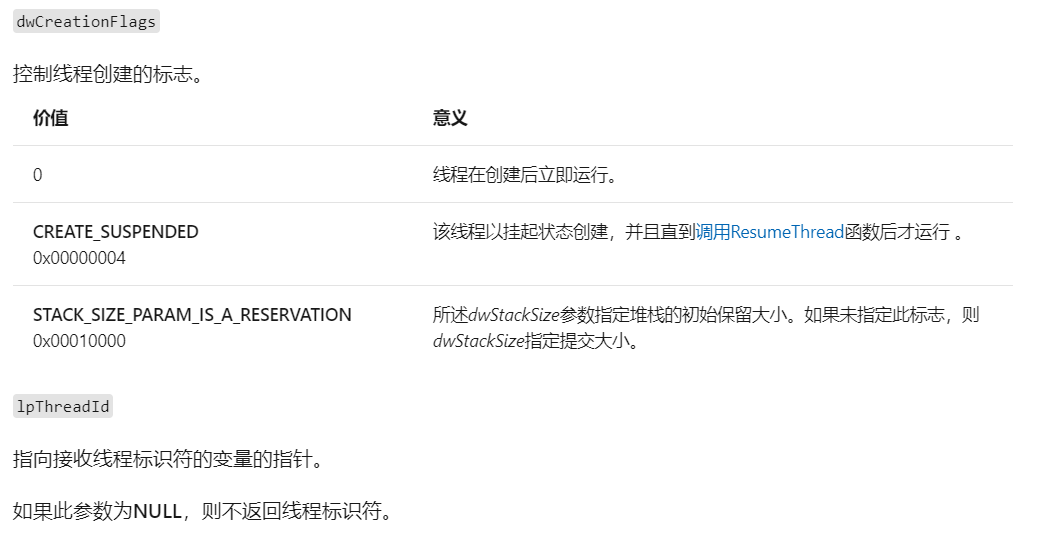 dwCreationFlags
控制线程创建的标志。
价值 意义
0 线程在创建后立即运行。
CREATE_SUSPENDED 该线程以挂起状态创建，并且直到调用ResumeThread函数后才运行 。
0x00000004
STACK_SIZE_PARAM_IS_A_RESERVATION 所述dwStackSize参数指定堆栈的初始保留大小。如果未指定此标志，则
0x00010000 dwStackSize指定提交大小。
lpThreadId
指向接收线程标识符的变量的指针。
如果此参数为NULL，则不返回线程标识符。